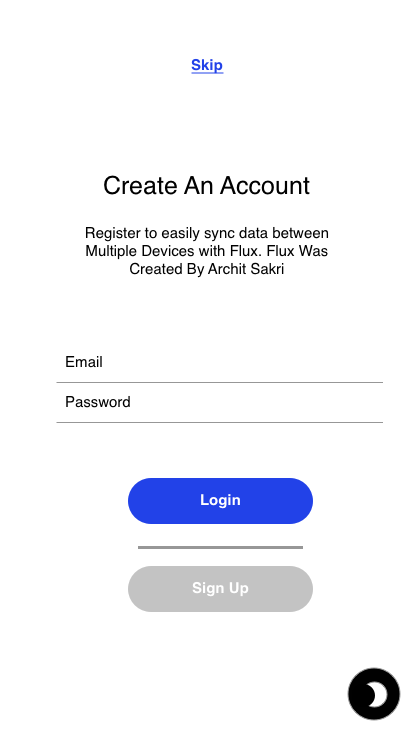 Skip
Create An Account
Register to easily sync data between
Multiple Devices with Flux. Flux Was
Created By Archit Sakri
Email
Password
Login
Sign Up